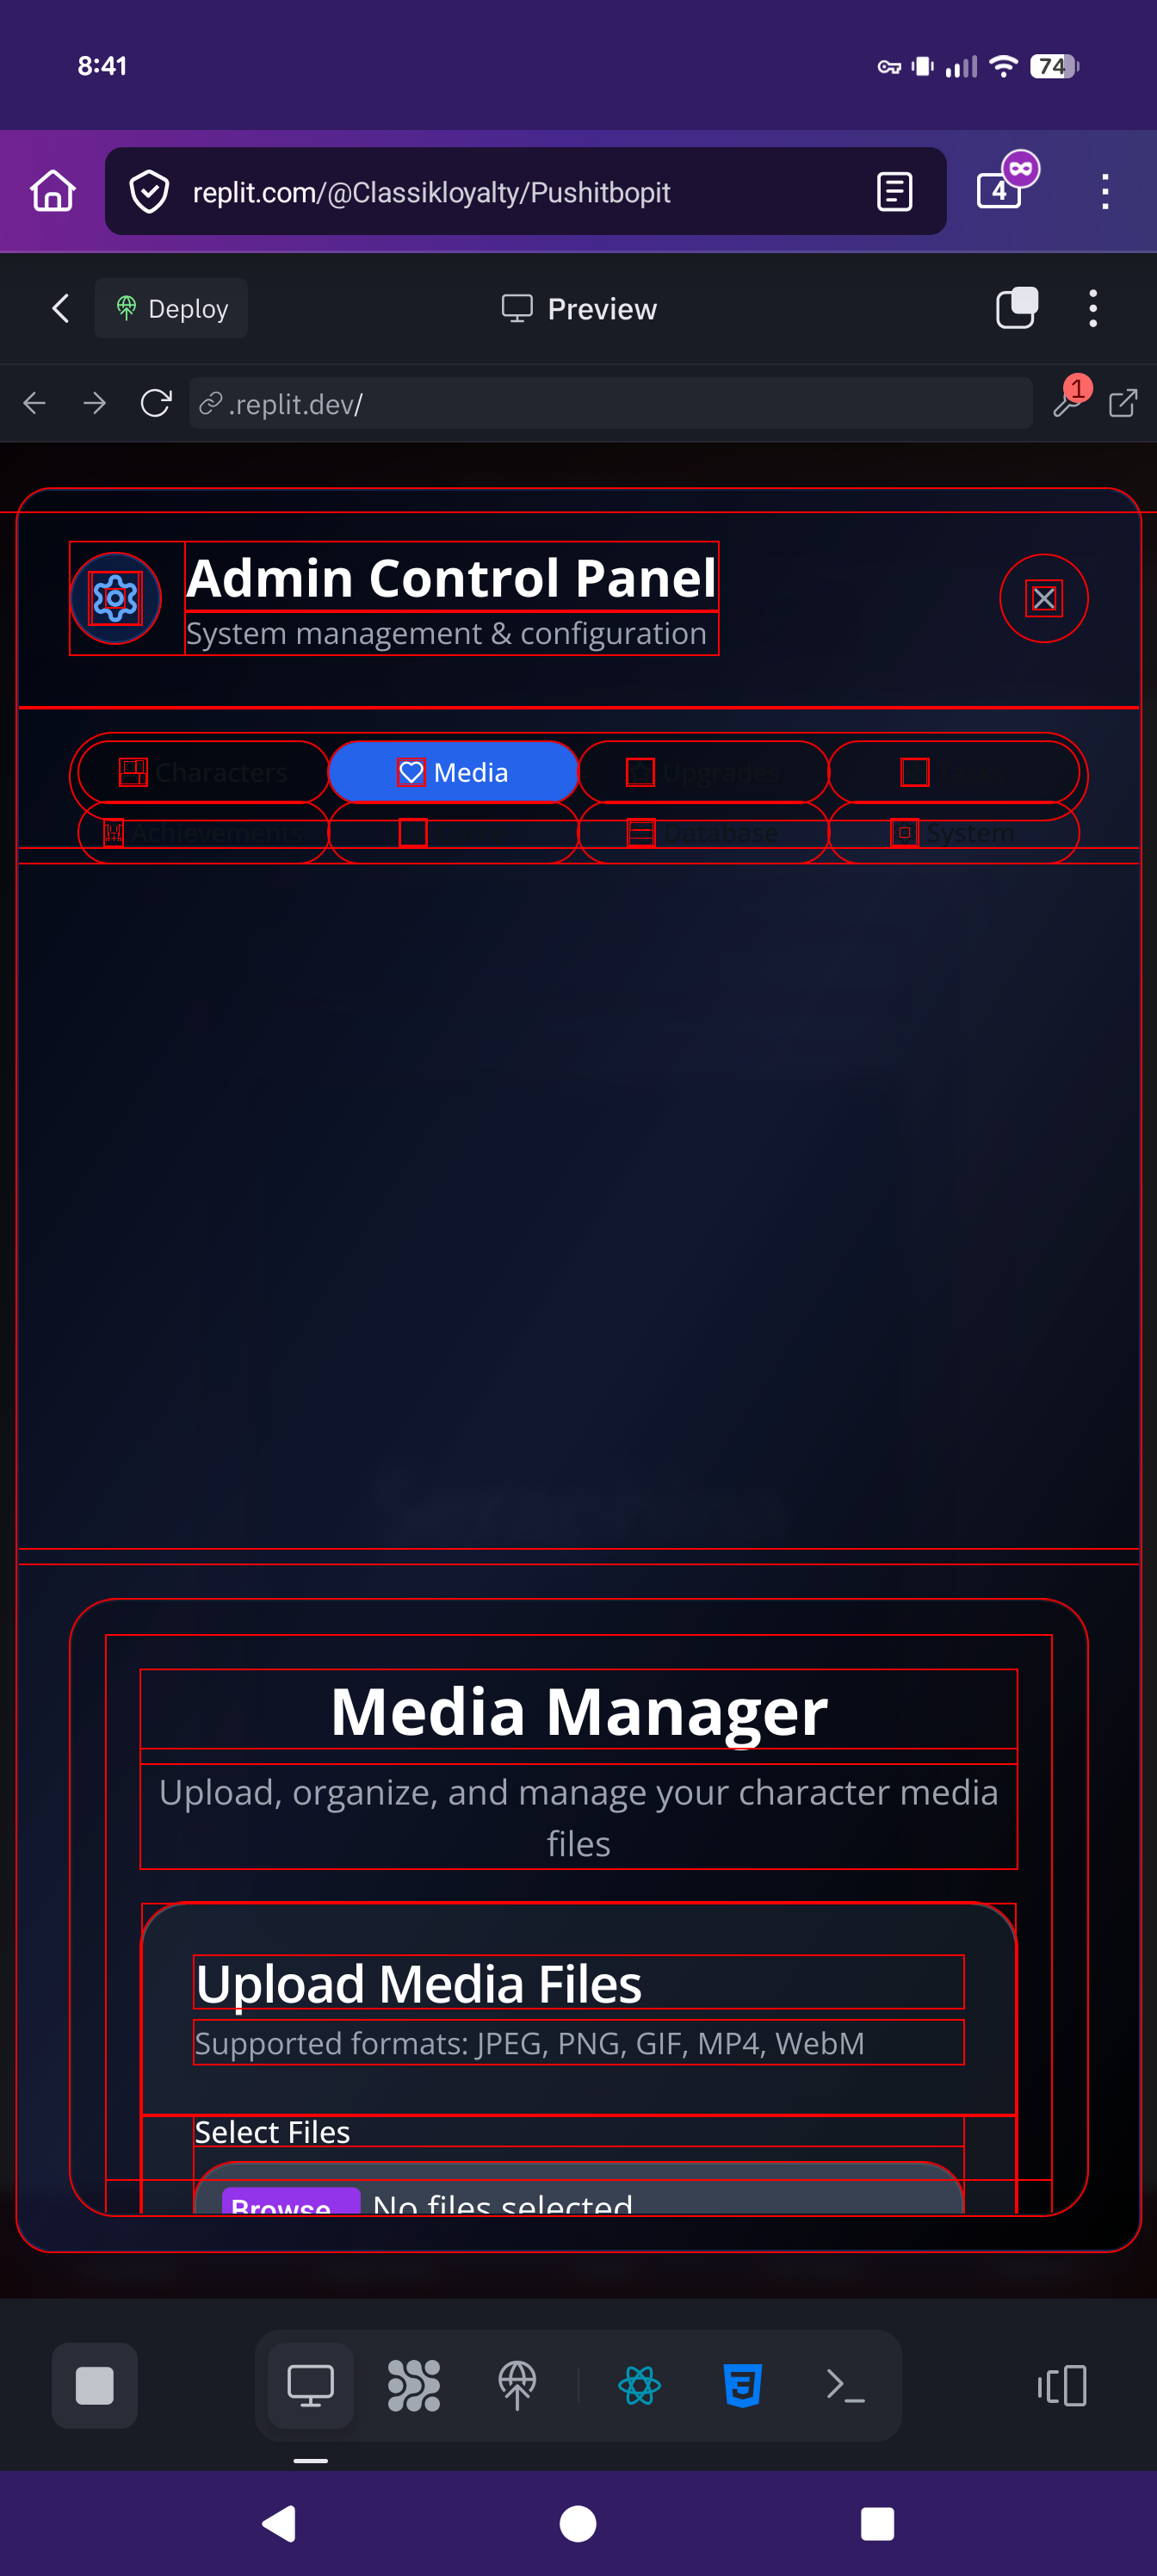 8:41
74
replit.com/@Classikloyalty/Pushitbopit
4
Deploy
Preview
.replit.dev/
1
Admin Control Panel
System management & configuration
Characters
Media
Upgrades
Achievements
Database
System
Media Manager
Upload, organize, and manage your character media
files
Upload Media Files
Supported formats: JPEG, PNG, GIF, MP4, WebM
Select Files
Browse
No files selected